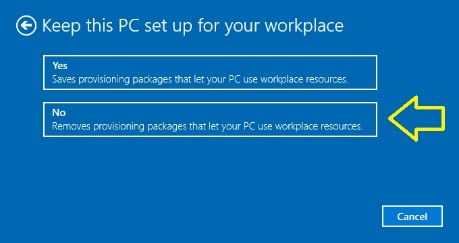 Keep this PC set up for your workplace
Yes
Saves provisioning packages that let your PC use workplace resources.
No
Removes provisioning packages that let your PC use workplace resources.
Cancel